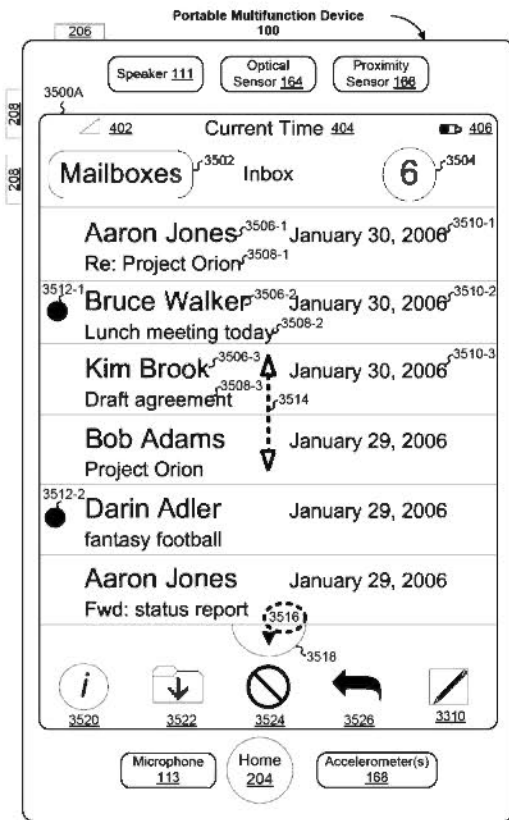 Portable Multifunction Device
100
206
Speaker 111
Optical
Sensor 164
Proximity
Sensor 166
208
208
3500A
402
Current Time 404
406
Mailboxes
3502
Inbox
6
3504
Aaron Jones 3506-1 January 30, 2006 3510-1
Re: Project Orion 3508-1
3512-1
Bruce Walker 3506-2 January 30, 2006 3510-2
Lunch meeting today 3508-2
Kim Brook 3506-3 January 30, 2006 3510-3
Draft agreement 3508-3
3514
Bob Adams January 29, 2006
Project Orion
3512-2
Darin Adler January 29, 2006
fantasy football
Aaron Jones January 29, 2006
Fwd: status report
3516
3518
i
3520 3522 3524 3526 3310
Microphone
113
Home
204
Accelerometer(s)
168